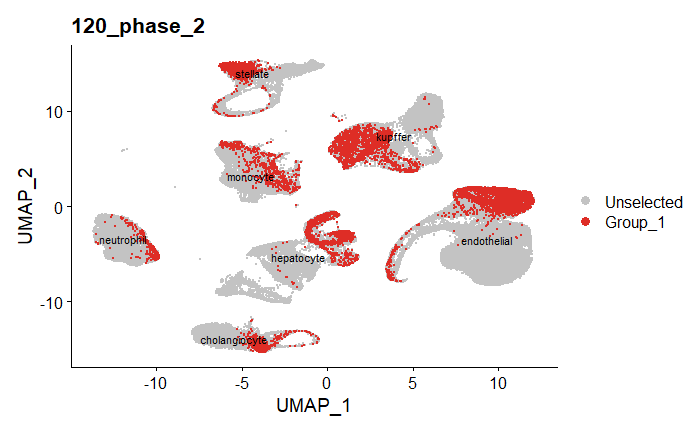 120_phase_2
stellate
kupffer
monocyte
neutrophil
endothelial
hepatocyte
cholangiocyte
10
0
-10
-10
-5
0
5
10
UMAP_1
UMAP_2
Unselected
Group_1